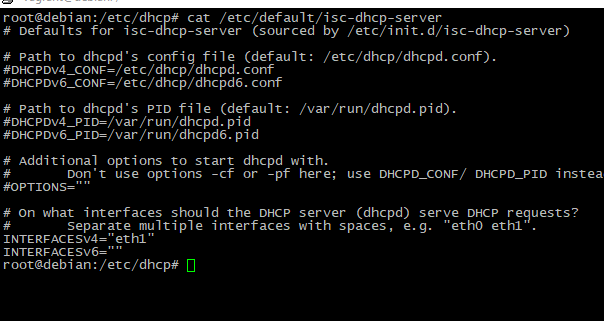 root@debian:/etc/dhcp# cat /etc/default/isc-dhcp-server
# Defaults for isc-dhcp-server (sourced by /etc/init.d/isc-dhcp-server)
# Path to dhcpd's config file (default: /etc/dhcp/dhcpd.conf).
#DHCPDv4_CONF=/etc/dhcp/dhcpd.conf
#DHCPDv6_CONF=/etc/dhcp/dhcpd6.conf
# Path to dhcpd's PID file (default: /var/run/dhcpd.pid).
#DHCPDv4_PID=/var/run/dhcpd.pid
#DHCPDv6_PID=/var/run/dhcpd6.pid
# Additional options to start dhcpd with.
#       Don't use options -cf or -pf here; use DHCPD_CONF/ DHCPD_PID instea
#OPTIONS=""
# On what interfaces should the DHCP server (dhcpd) serve DHCP requests?
#       Separate multiple interfaces with spaces, e.g. "eth0 eth1".
INTERFACESv4="eth1"
INTERFACESv6=""
root@debian:/etc/dhcp#